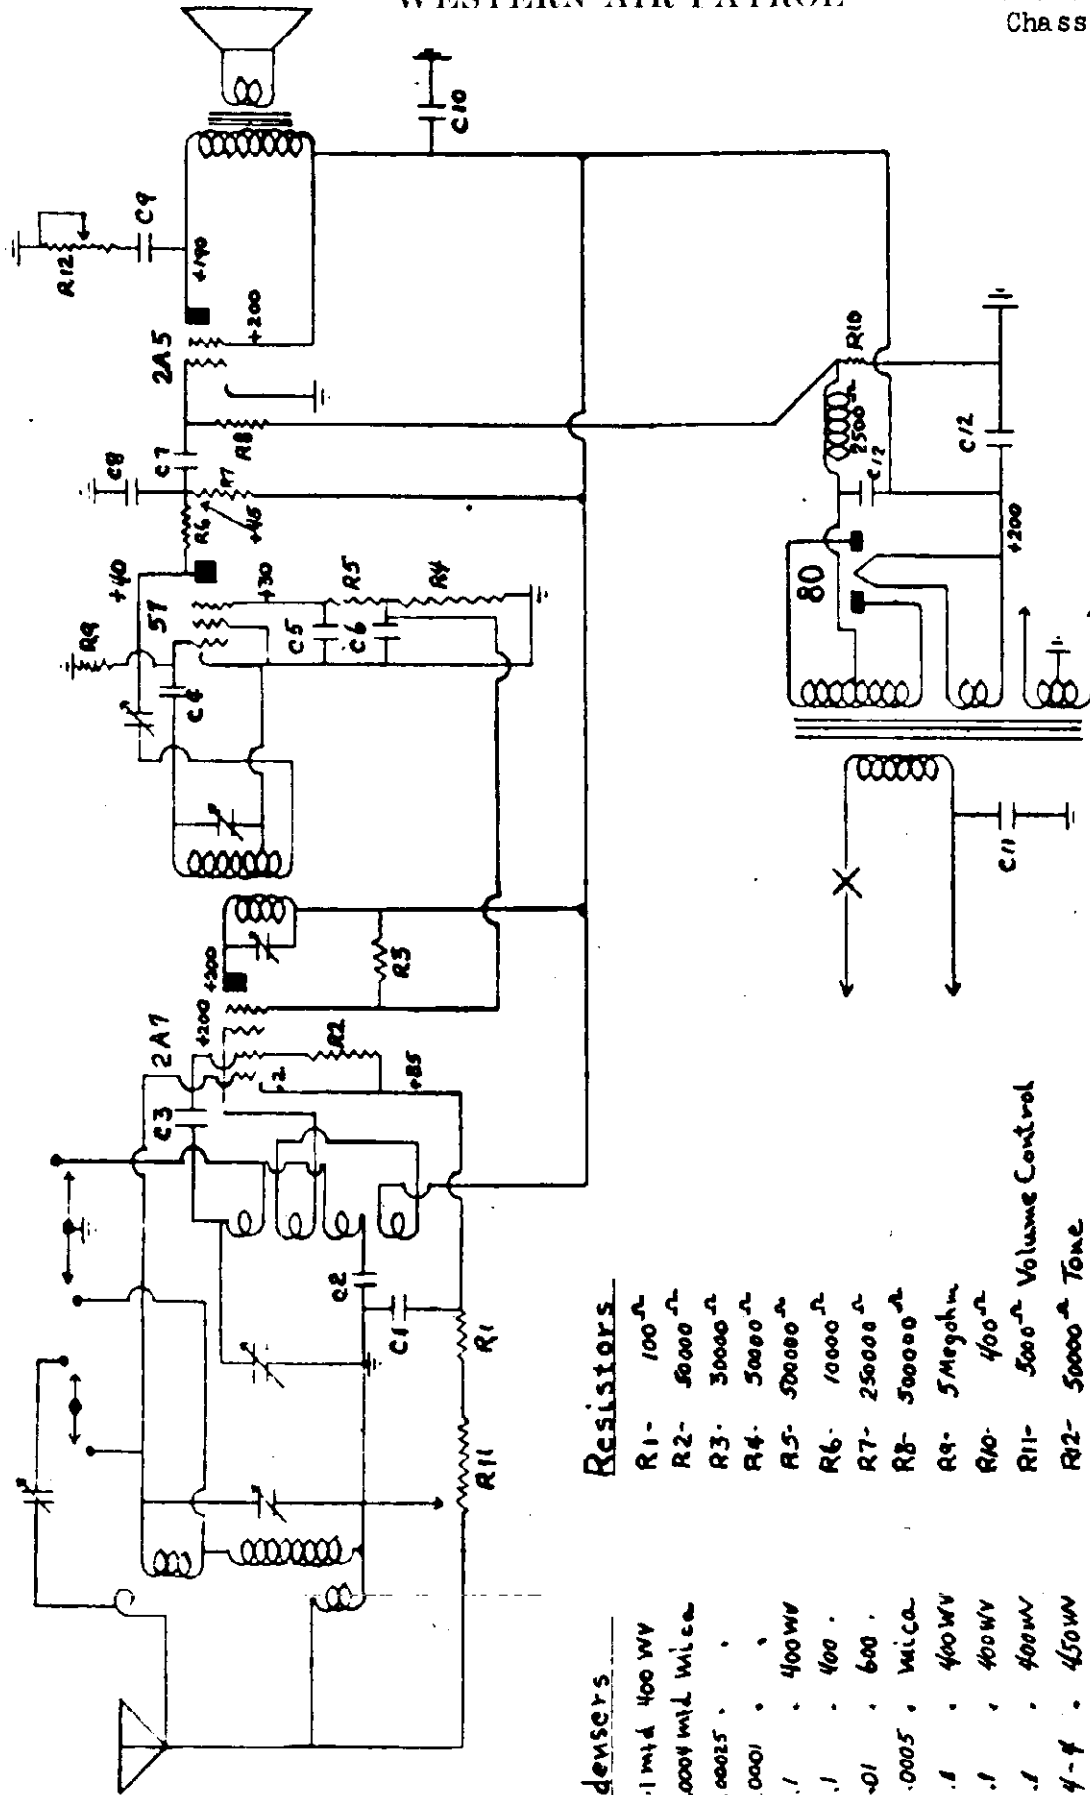 WESTERN AIR PATROL
Chass
C10
C9
R12
+190
+200
2A5
C8
C7
R8
R7
R6
+45
+40
57
+30
R9
C4
C5
C6
R5
R4
R10
2500Ω
C12
C12
80
+200
C11
2A7
+200
+200
C3
R2
R3
+2
+85
C2
C1
R1
R11
Resistors
R1- 100Ω
R2- 50000Ω
R3- 30000Ω
R4- 50000Ω
R5- 500000Ω
R6- 10000Ω
R7- 250000Ω
R8- 500000Ω
R9- 5 Megohm
R10- 400Ω
R11- 5000Ω Volume Control
R12- 50000Ω Tone
densers
.1 mfd 400 WV
.0004 mfd Mica
.00025 . .
.0001 . .
.1 . 400 WV
.1 . 400 .
.01 . 600 .
.0005 . Mica
.1 . 400 WV
.1 . 400 WV
.1 . 400 WV
4-4 . 450 WV